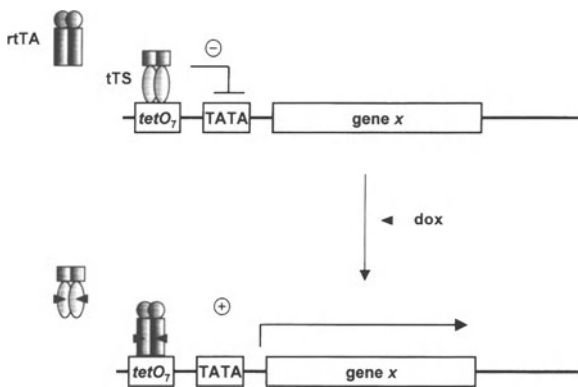 rtTA
−
tTS
tetO₇ TATA gene x
dox
+
tetO₇ TATA gene x